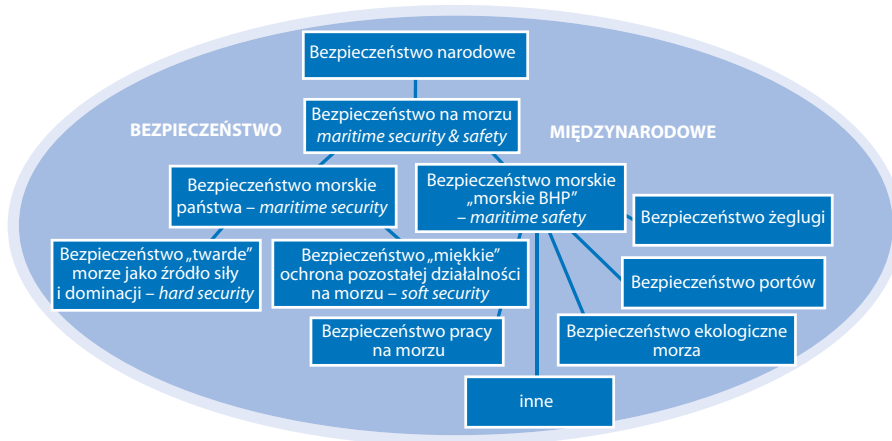 Bezpieczeństwo narodowe
Bezpieczeństwo na morzu
maritime security & safety
BEZPIECZEŃSTWO
MIĘDZYNARODOWE
Bezpieczeństwo morskie
państwa – maritime security
Bezpieczeństwo morskie
„morskie BHP”
– maritime safety
Bezpieczeństwo żeglugi
Bezpieczeństwo „twarde”
morze jako źródło siły
i dominacji – hard security
Bezpieczeństwo „miękkie”
ochrona pozostałej działalności
na morzu – soft security
Bezpieczeństwo portów
Bezpieczeństwo pracy
na morzu
Bezpieczeństwo ekologiczne
morza
inne